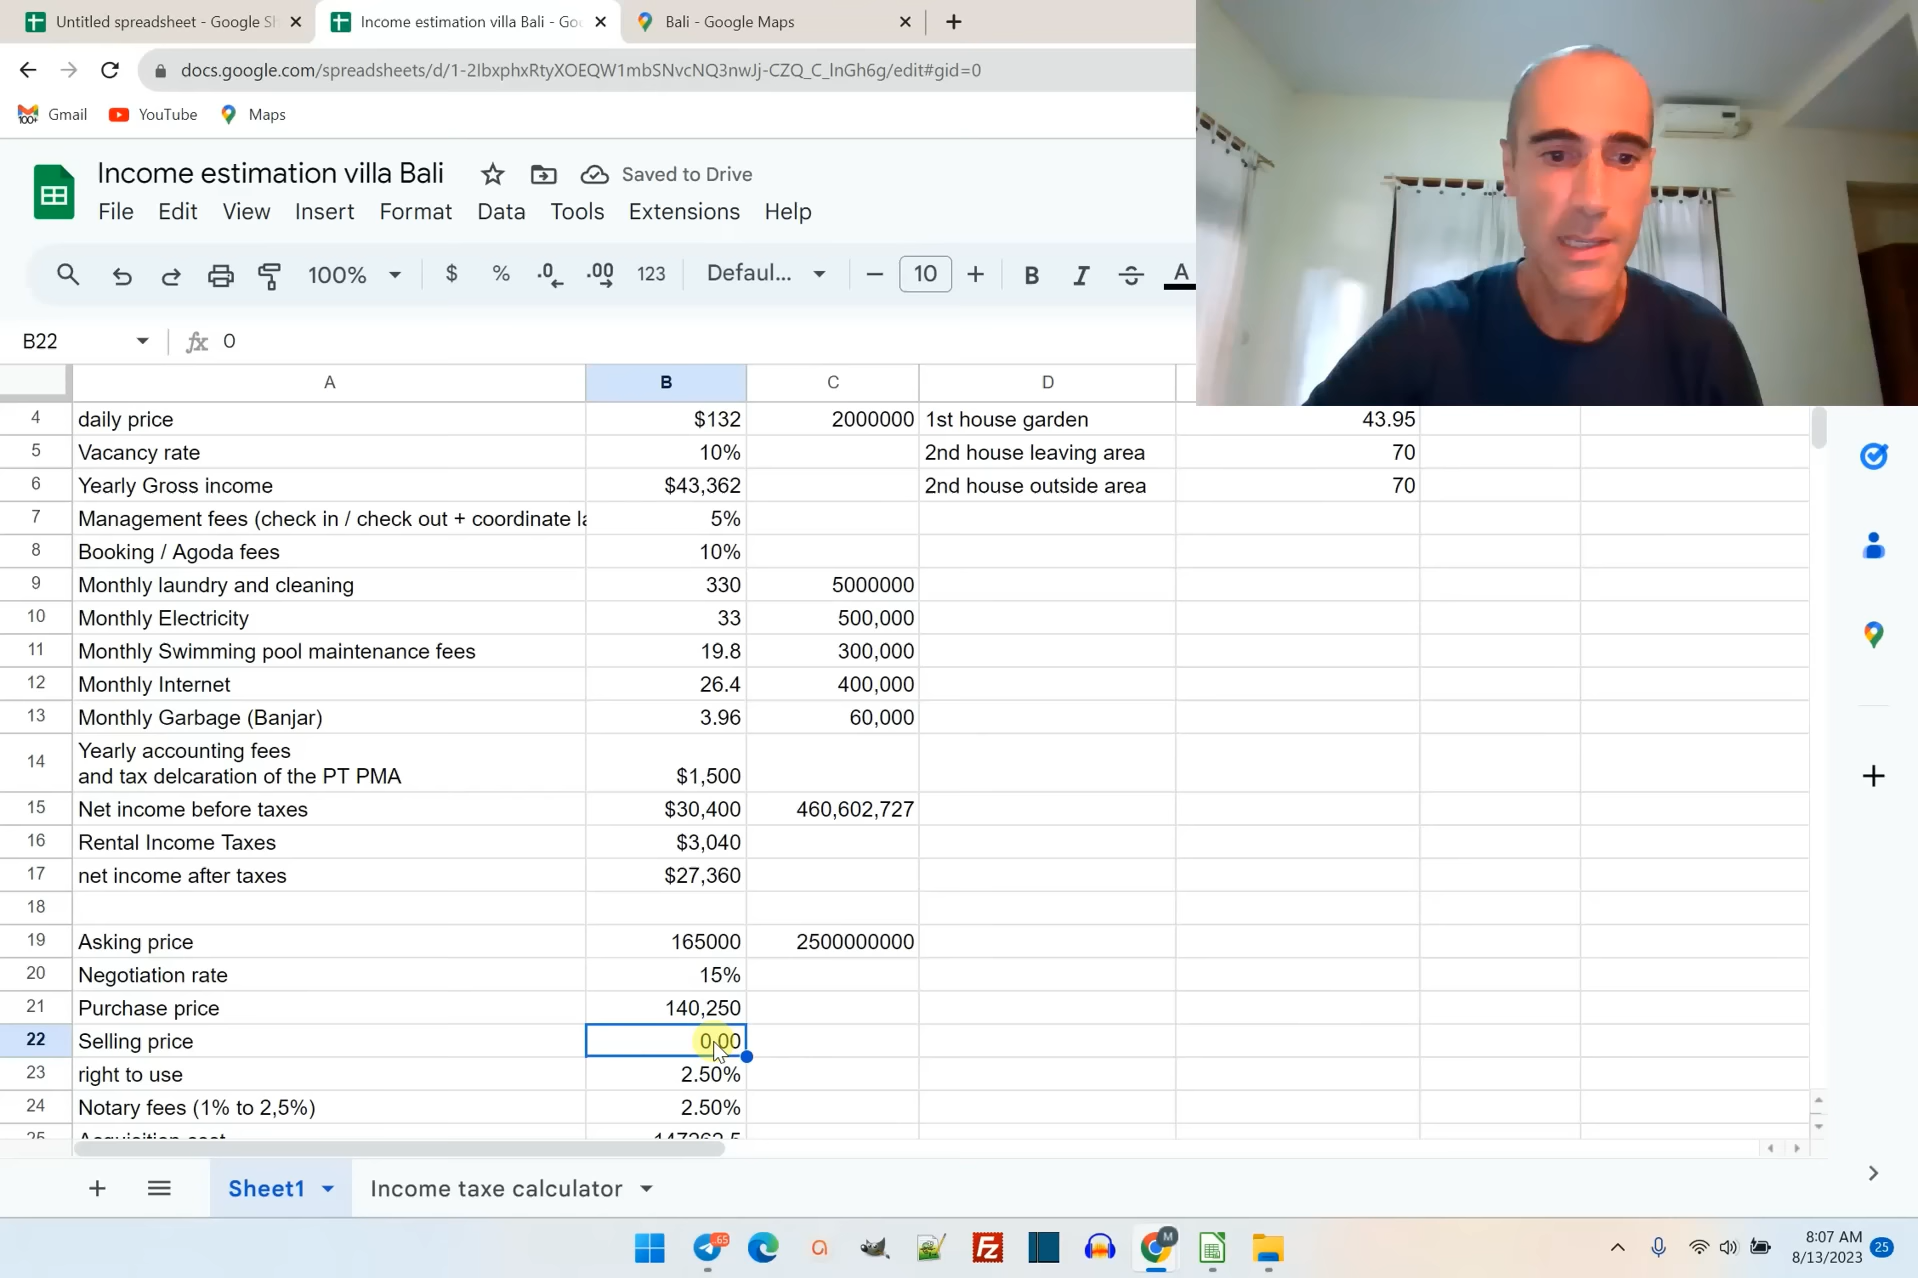 Untitled spreadsheet - Google S
Income estimation villa Bali - Goo
Bali - Google Maps
docs.google.com/spreadsheets/d/1-2IbxphxRtyXOEQW1mbSNvcNQ3nwJj-CZQ_C_lnGh6g/edit#gid=0
Gmail YouTube Maps
Income estimation villa Bali Saved to Drive
File Edit View Insert Format Data Tools Extensions Help
100% $ % .0 .00 123 Defaul... 10 B I S A
B22 fx 0
A B C D
4 daily price $132 2000000 1st house garden 43.95
5 Vacancy rate 10% 2nd house leaving area 70
6 Yearly Gross income $43,362 2nd house outside area 70
7 Management fees (check in / check out + coordinate la 5%
8 Booking / Agoda fees 10%
9 Monthly laundry and cleaning 330 5000000
10 Monthly Electricity 33 500,000
11 Monthly Swimming pool maintenance fees 19.8 300,000
12 Monthly Internet 26.4 400,000
13 Monthly Garbage (Banjar) 3.96 60,000
14 Yearly accounting fees
and tax delcaration of the PT PMA $1,500
15 Net income before taxes $30,400 460,602,727
16 Rental Income Taxes $3,040
17 net income after taxes $27,360
18
19 Asking price 165000 2500000000
20 Negotiation rate 15%
21 Purchase price 140,250
22 Selling price 0.00
23 right to use 2.50%
24 Notary fees (1% to 2,5%) 2.50%
25 Acquisition cost 147262.5
Sheet1 Income taxe calculator
8:07 AM
8/13/2023 25